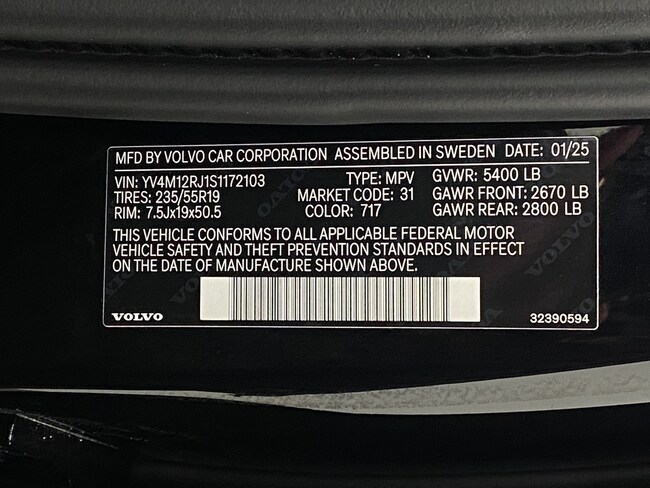 MFD BY VOLVO CAR CORPORATION ASSEMBLED IN SWEDEN DATE: 01/25
VIN: YV4M12RJ1S1172103 TYPE: MPV GVWR: 5400 LB
TIRES: 235/55R19 MARKET CODE: 31 GAWR FRONT: 2670 LB
RIM: 7.5Jx19x50.5 COLOR: 717 GAWR REAR: 2800 LB
THIS VEHICLE CONFORMS TO ALL APPLICABLE FEDERAL MOTOR
VEHICLE SAFETY AND THEFT PREVENTION STANDARDS IN EFFECT
ON THE DATE OF MANUFACTURE SHOWN ABOVE.
VOLVO 32390594